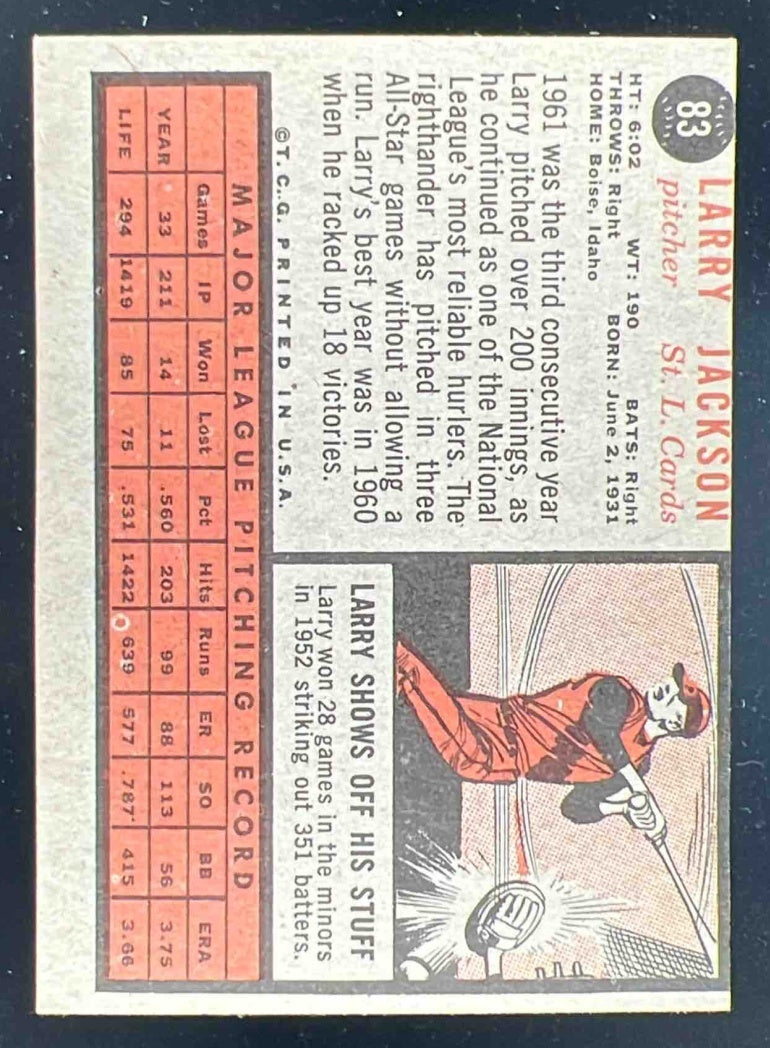 83
LARRY JACKSON
pitcher St. L. Cards
HT: 6:02 WT: 190 BATS: Right
THROWS: Right BORN: June 2, 1931
HOME: Boise, Idaho
1961 was the third consecutive year
Larry pitched over 200 innings, as
he continued as one of the National
League's most reliable hurlers. The
righthander has pitched in three
All-Star games without allowing a
run. Larry's best year was in 1960
when he racked up 18 victories.
©T.C.G. PRINTED IN U.S.A.
LARRY SHOWS OFF HIS STUFF
Larry won 28 games in the minors
in 1952 striking out 351 batters.
MAJOR LEAGUE PITCHING RECORD
Games IP Won Lost Pct Hits Runs ER SO BB ERA
YEAR 33 211 14 11 .560 203 99 88 113 56 3.75
LIFE 294 1419 85 75 .531 1422 639 577 .787 415 3.66